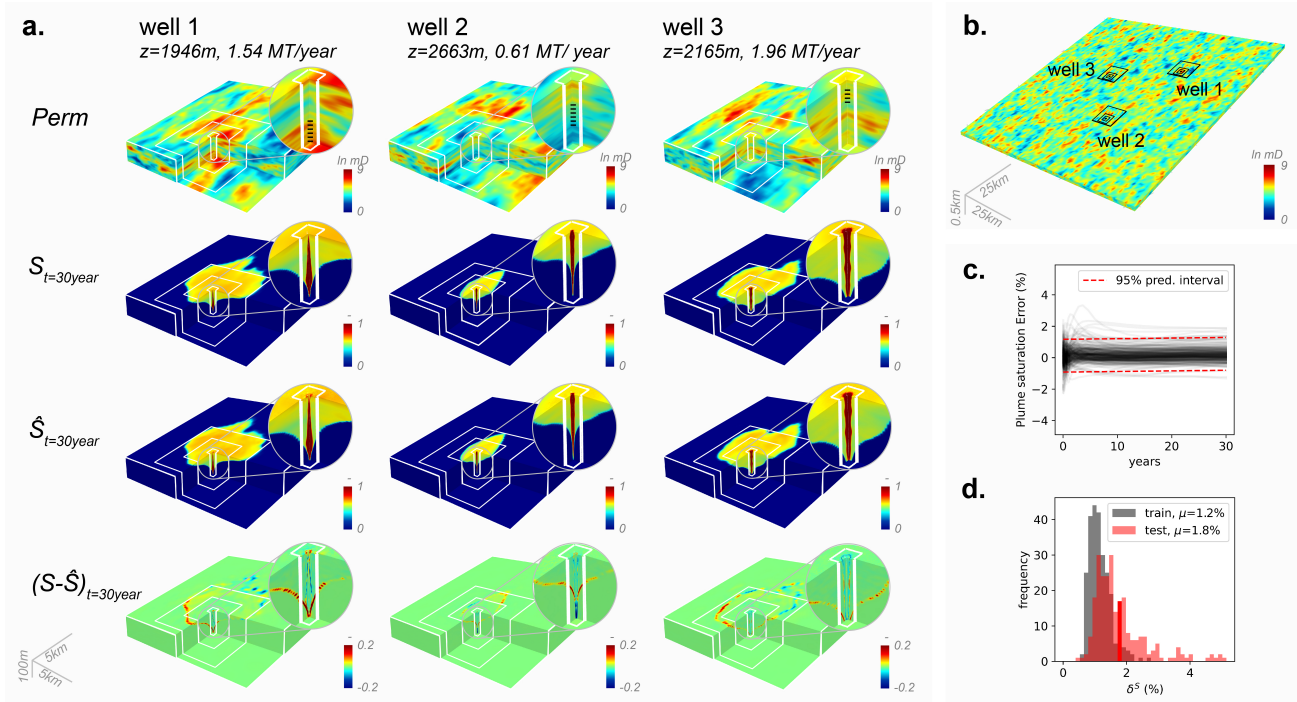 a.
well 1
z=1946m, 1.54 MT/year
well 2
z=2663m, 0.61 MT/ year
well 3
z=2165m, 1.96 MT/year
Perm
ln mD
9
0
ln mD
9
0
ln mD
9
0
S t=30year
-
1
0
-
1
0
-
1
0
Ŝ t=30year
-
1
0
-
1
0
-
1
0
(S-Ŝ) t=30year
-
0.2
-0.2
-
0.2
-0.2
-
0.2
-0.2
100m
5km
5km
b.
well 3
well 1
well 2
ln mD
9
0
0.5km
25km
25km
c.
95% pred. interval
Plume saturation Error (%)
4
2
0
−2
−4
0
10
20
30
years
d.
train, μ=1.2%
test, μ=1.8%
frequency
40
30
20
10
0
0
2
4
δ^S (%)